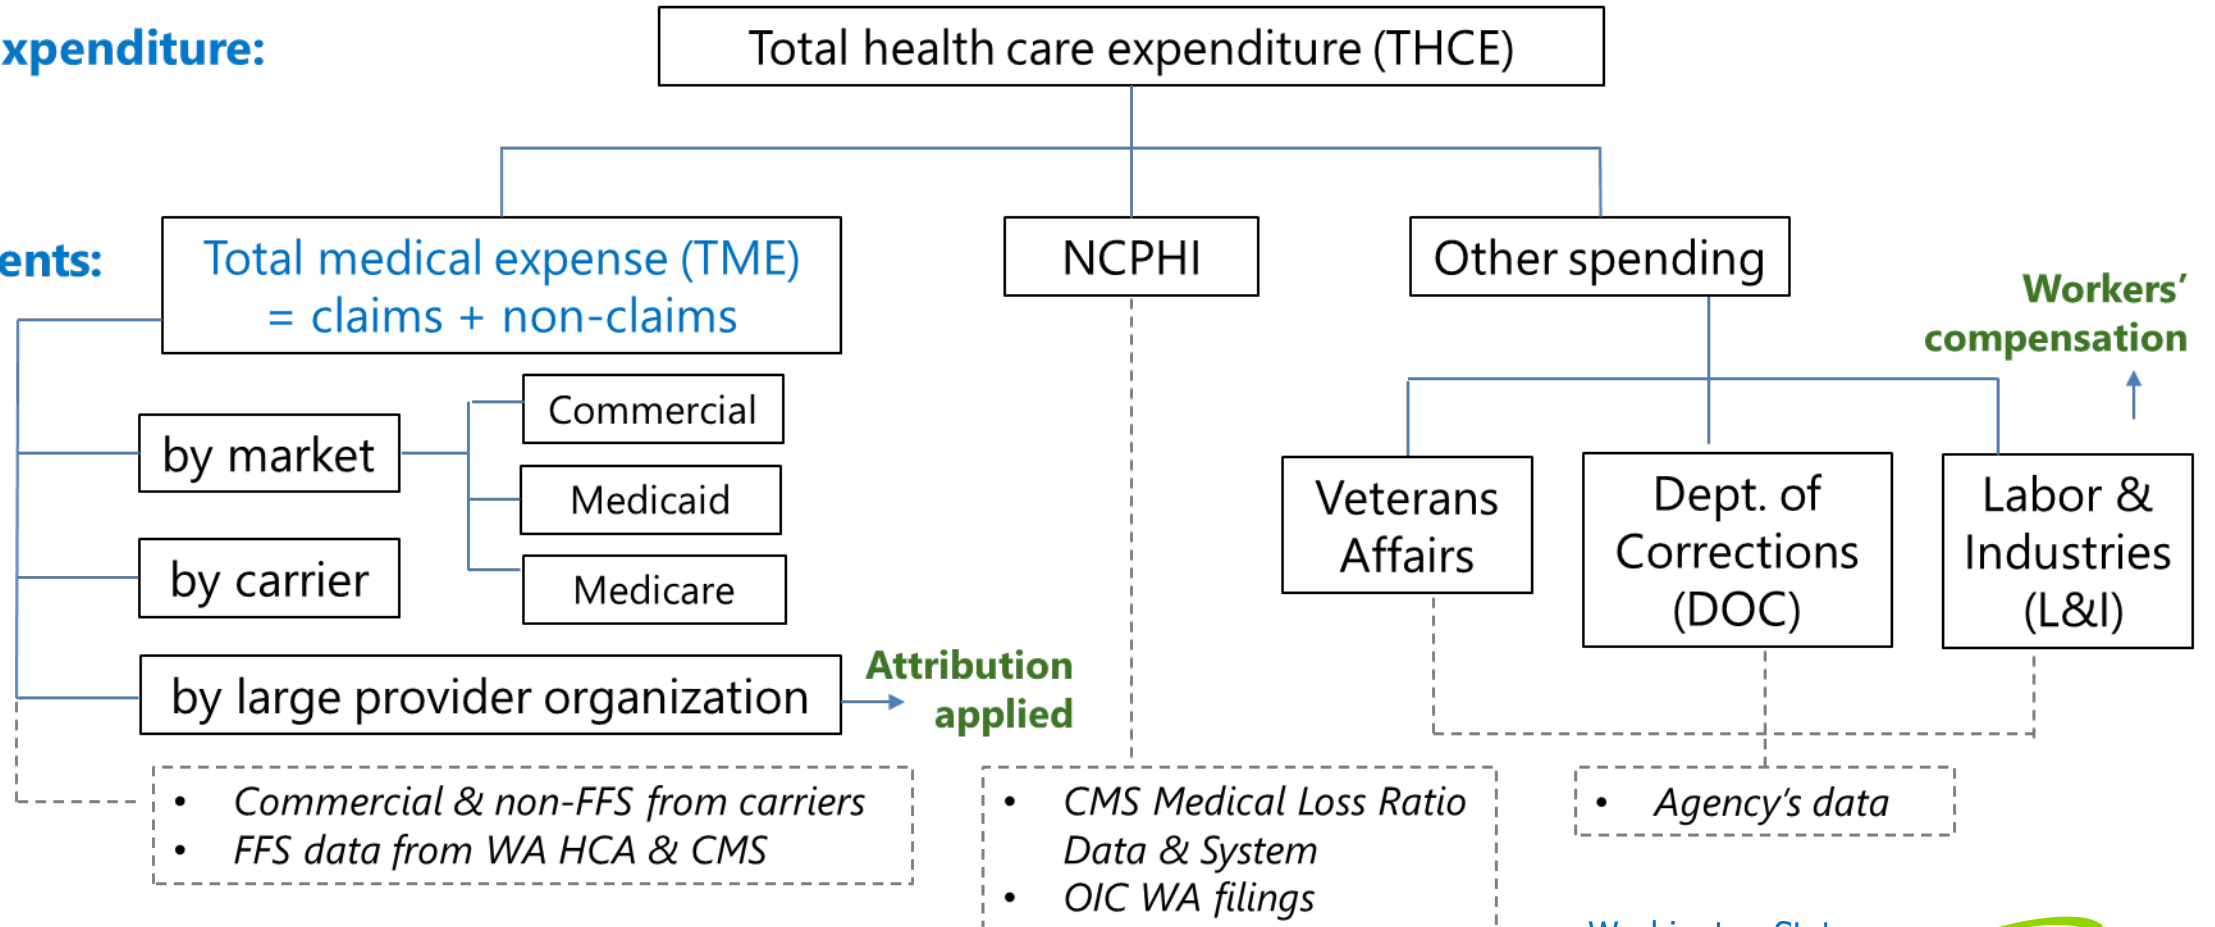 xpenditure:
Total health care expenditure (THCE)
ents:
Total medical expense (TME)
= claims + non-claims
NCPHI
Other spending
Workers’
compensation
by market
Commercial
Medicaid
Medicare
by carrier
by large provider organization
Attribution
applied
Veterans
Affairs
Dept. of
Corrections
(DOC)
Labor &
Industries
(L&I)
• Commercial & non-FFS from carriers
• FFS data from WA HCA & CMS
• CMS Medical Loss Ratio
Data & System
• OIC WA filings
• Agency’s data